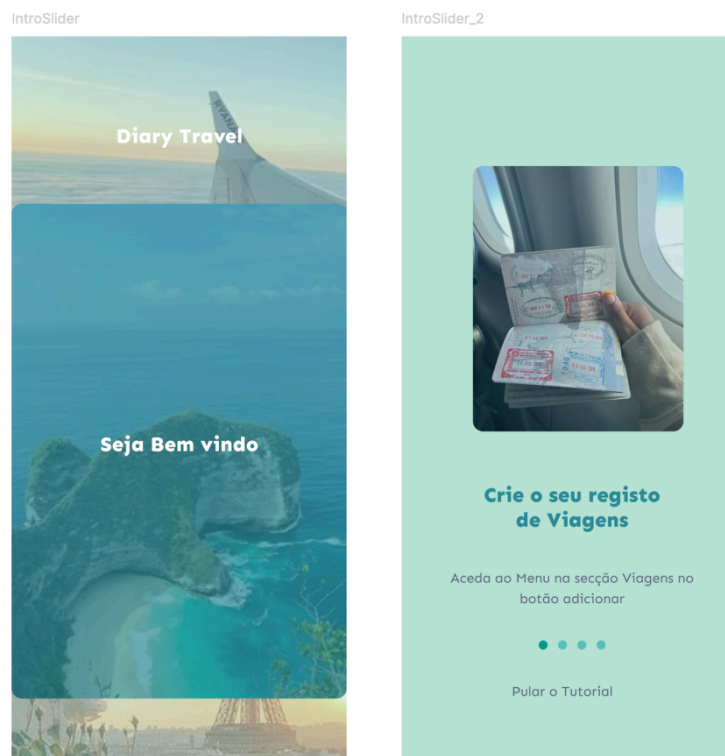 IntroSlider
Diary Travel
Seja Bem vindo
IntroSlider_2
Crie o seu registo
de Viagens
Aceda ao Menu na secção Viagens no
botão adicionar
Pular o Tutorial